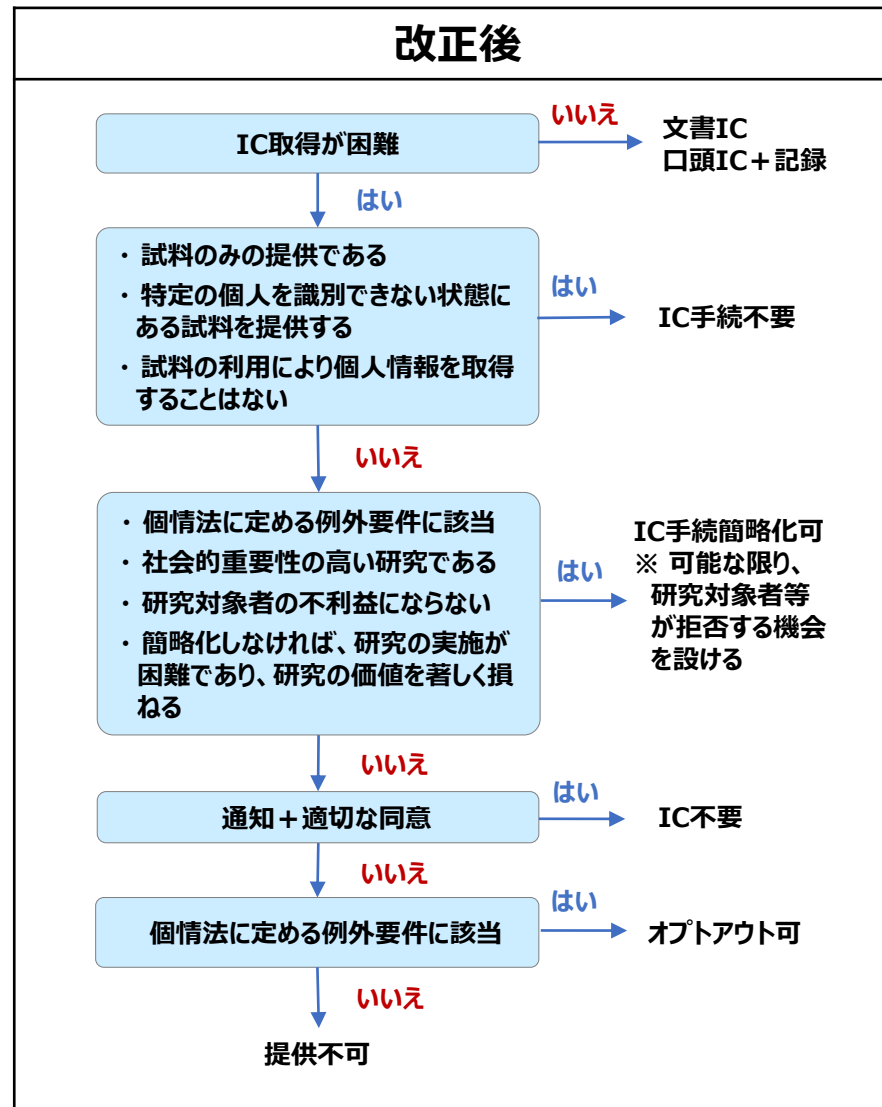 改正後
IC取得が困難
いいえ
文書IC
口頭IC＋記録
はい
・ 試料のみの提供である
・ 特定の個人を識別できない状態に
ある試料を提供する
・ 試料の利用により個人情報を取得
することはない
はい
IC手続不要
いいえ
・ 個情法に定める例外要件に該当
・ 社会的重要性の高い研究である
・ 研究対象者の不利益にならない
・ 簡略化しなければ、研究の実施が
困難であり、研究の価値を著しく損
ねる
はい
IC手続簡略化可
※ 可能な限り、
研究対象者等
が拒否する機会
を設ける
いいえ
通知＋適切な同意
はい
IC不要
いいえ
個情法に定める例外要件に該当
はい
オプトアウト可
いいえ
提供不可